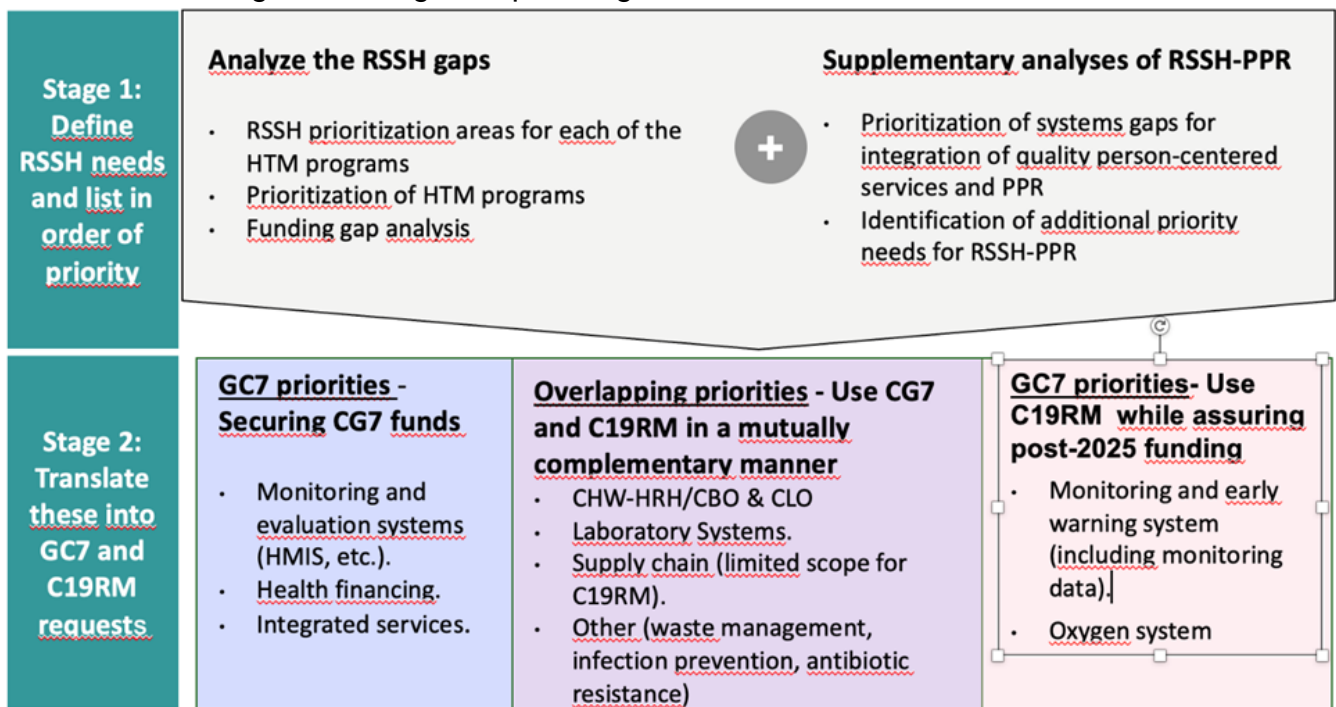 Stage 1:
Define
RSSH needs
and list in
order of
priority
Analyze the RSSH gaps
· RSSH prioritization areas for each of the
HTM programs
· Prioritization of HTM programs
· Funding gap analysis
+
Supplementary analyses of RSSH-PPR
· Prioritization of systems gaps for
integration of quality person-centered
services and PPR
· Identification of additional priority
needs for RSSH-PPR
Stage 2:
Translate
these into
GC7 and
C19RM
requests
GC7 priorities -
Securing CG7 funds
· Monitoring and
evaluation systems
(HMIS, etc.).
· Health financing.
· Integrated services.
Overlapping priorities - Use CG7
and C19RM in a mutually
complementary manner
· CHW-HRH/CBO & CLO
· Laboratory Systems.
· Supply chain (limited scope for
C19RM).
· Other (waste management,
infection prevention, antibiotic
resistance)
GC7 priorities- Use
C19RM while assuring
post-2025 funding
· Monitoring and early
warning system
(including monitoring
data).
· Oxygen system